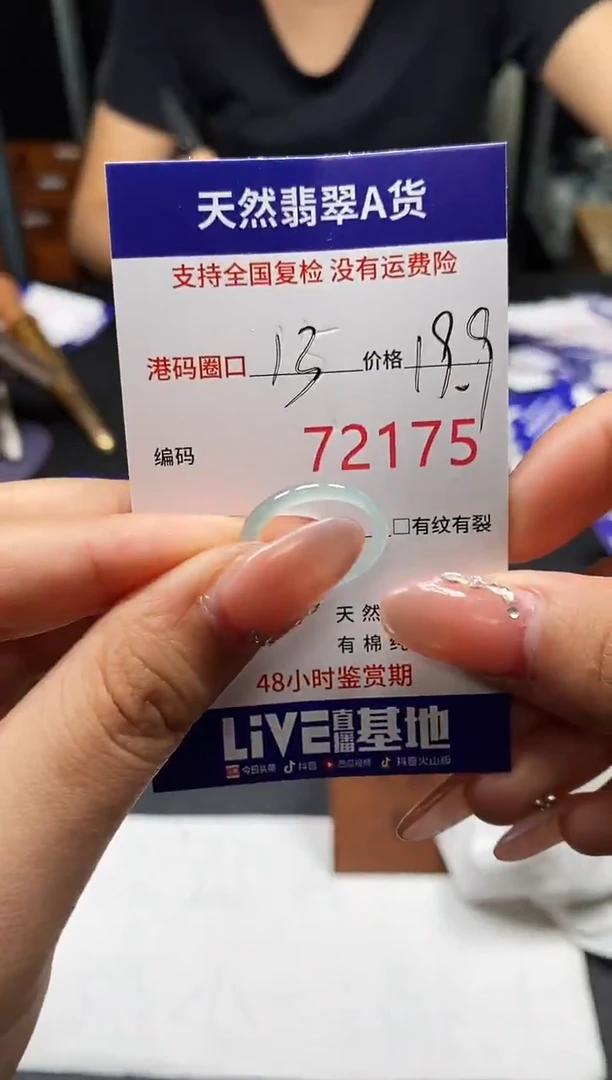 天然翡翠A货
支持全国复检 没有运费险
港码圈口 13 价格 199
编码 72175
□有纹有裂
天然
有棉纹
48小时鉴赏期
LiVE直播基地
今日头条 抖音 西瓜视频 抖音火山版